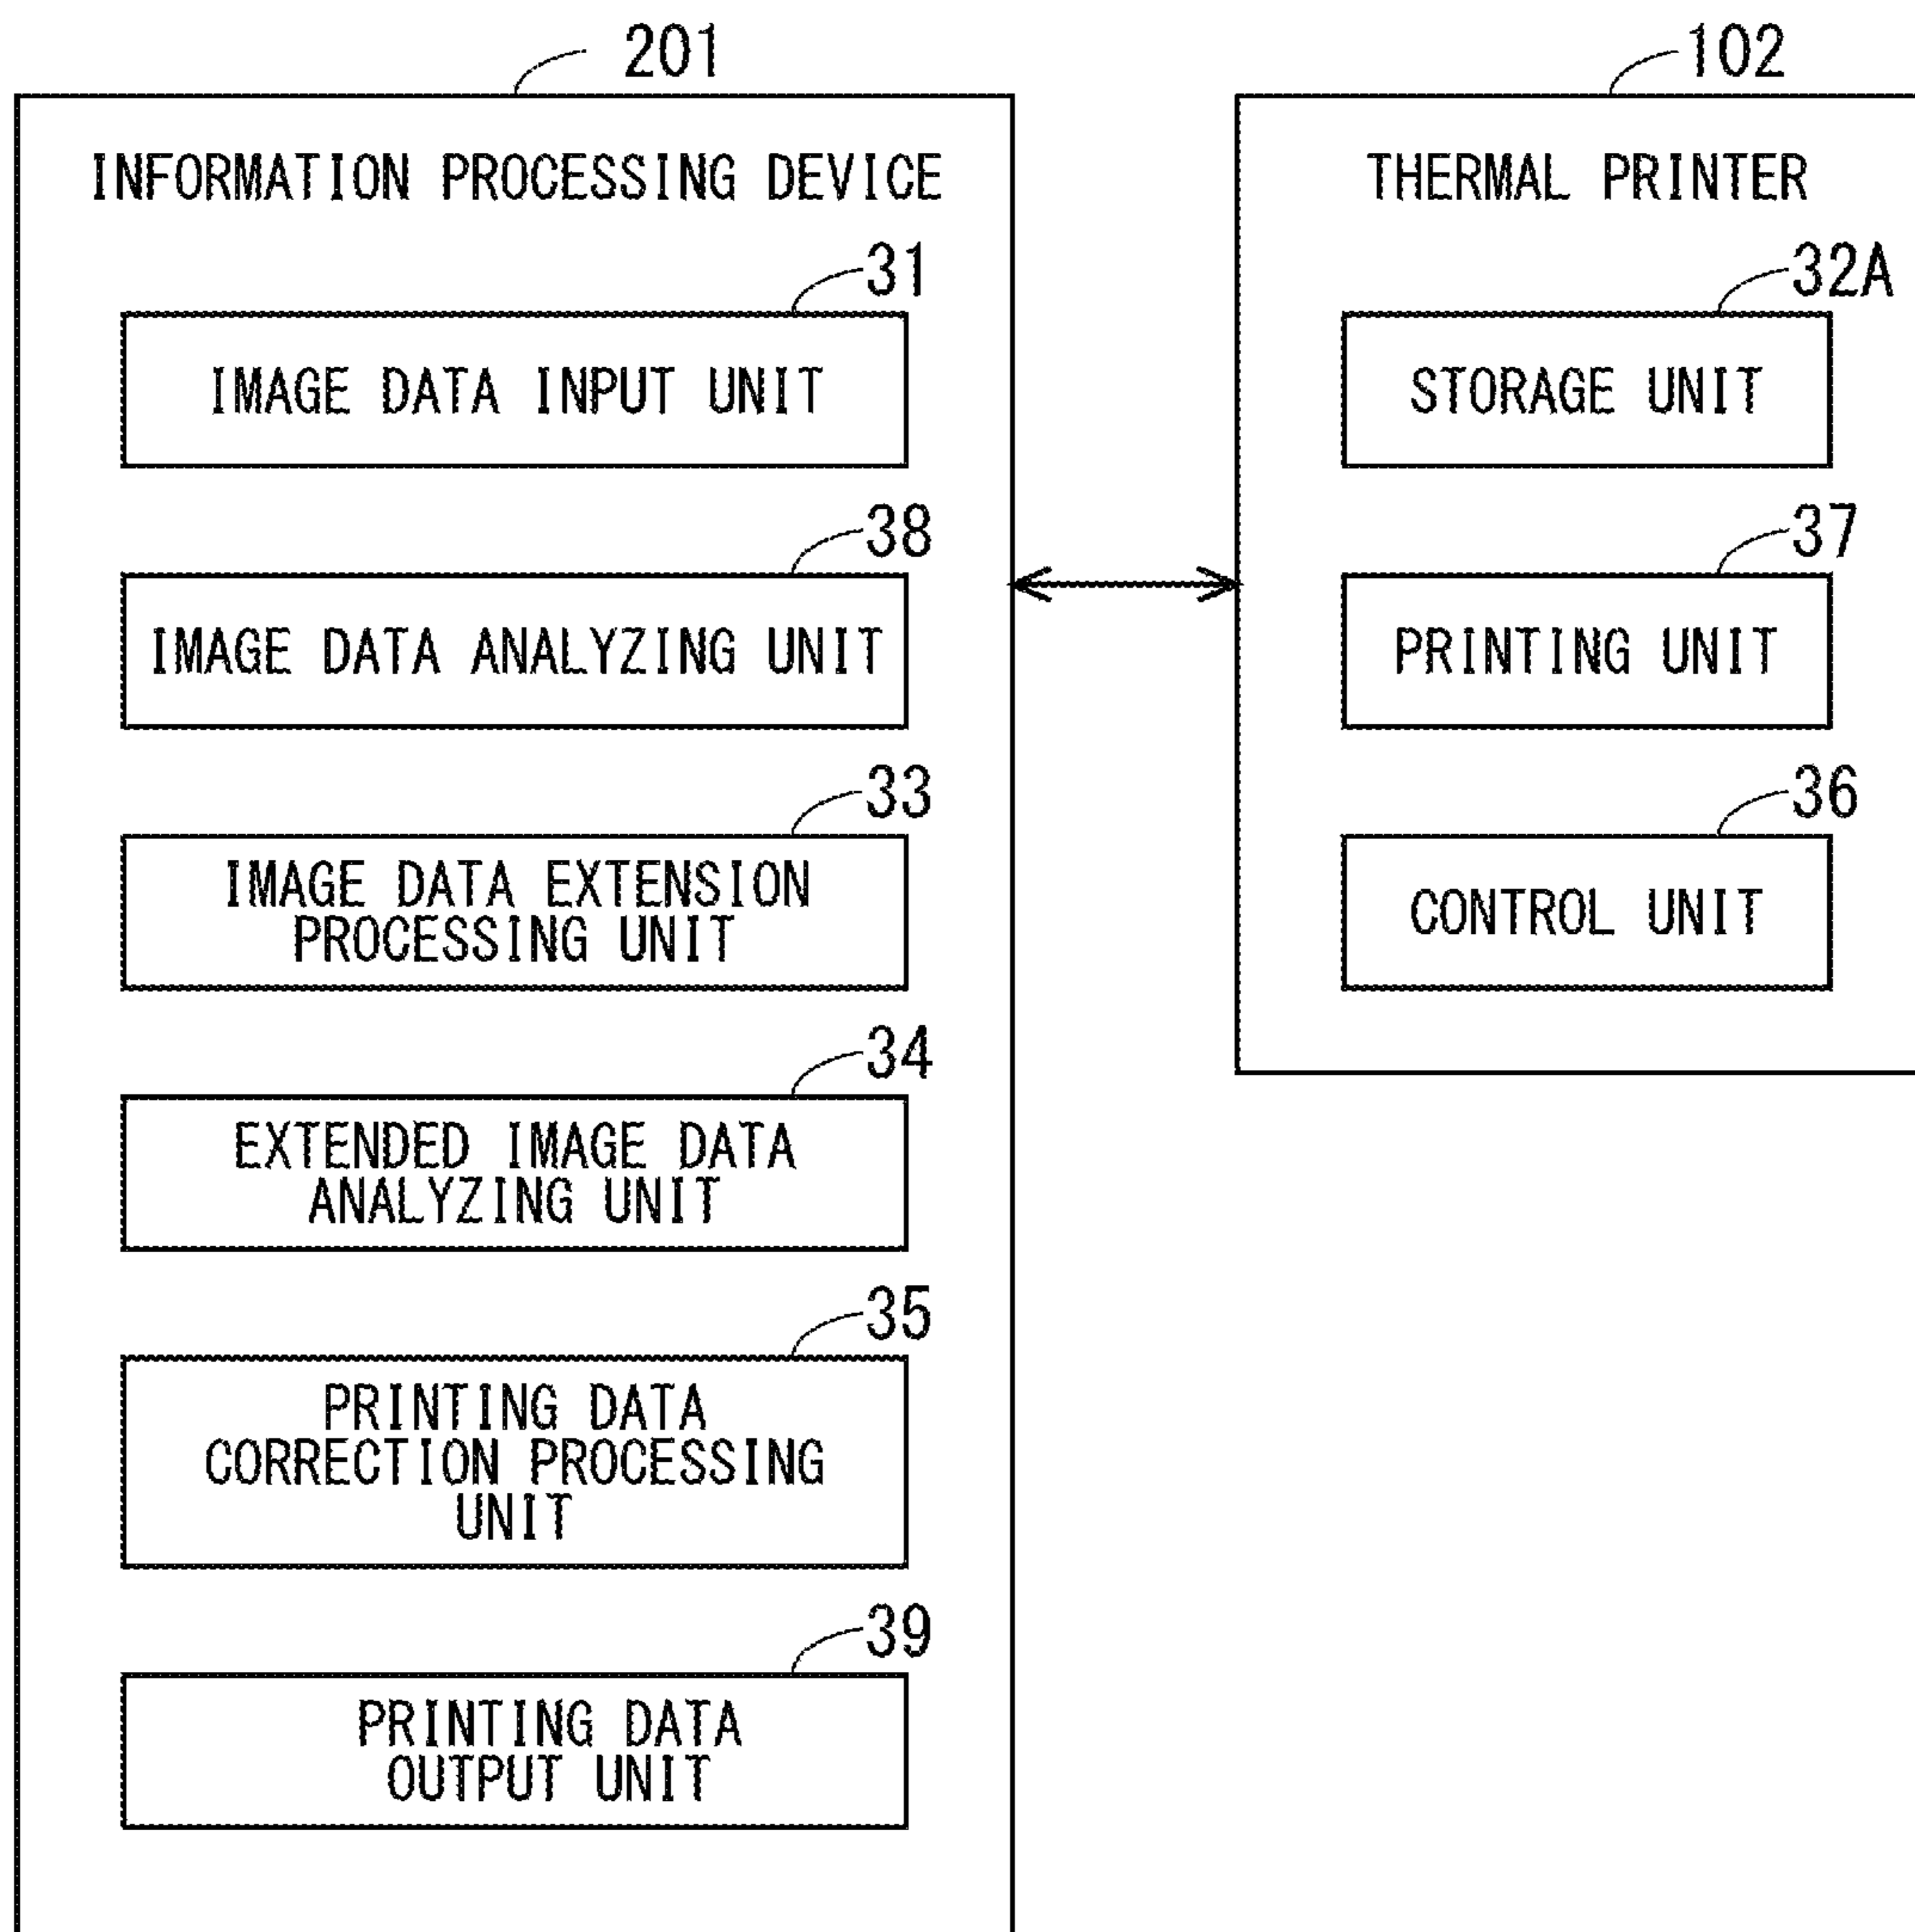 201
INFORMATION PROCESSING DEVICE
31
IMAGE DATA INPUT UNIT
38
IMAGE DATA ANALYZING UNIT
33
IMAGE DATA EXTENSION
PROCESSING UNIT
34
EXTENDED IMAGE DATA
ANALYZING UNIT
35
PRINTING DATA
CORRECTION PROCESSING
UNIT
39
PRINTING DATA
OUTPUT UNIT
102
THERMAL PRINTER
32A
STORAGE UNIT
37
PRINTING UNIT
36
CONTROL UNIT